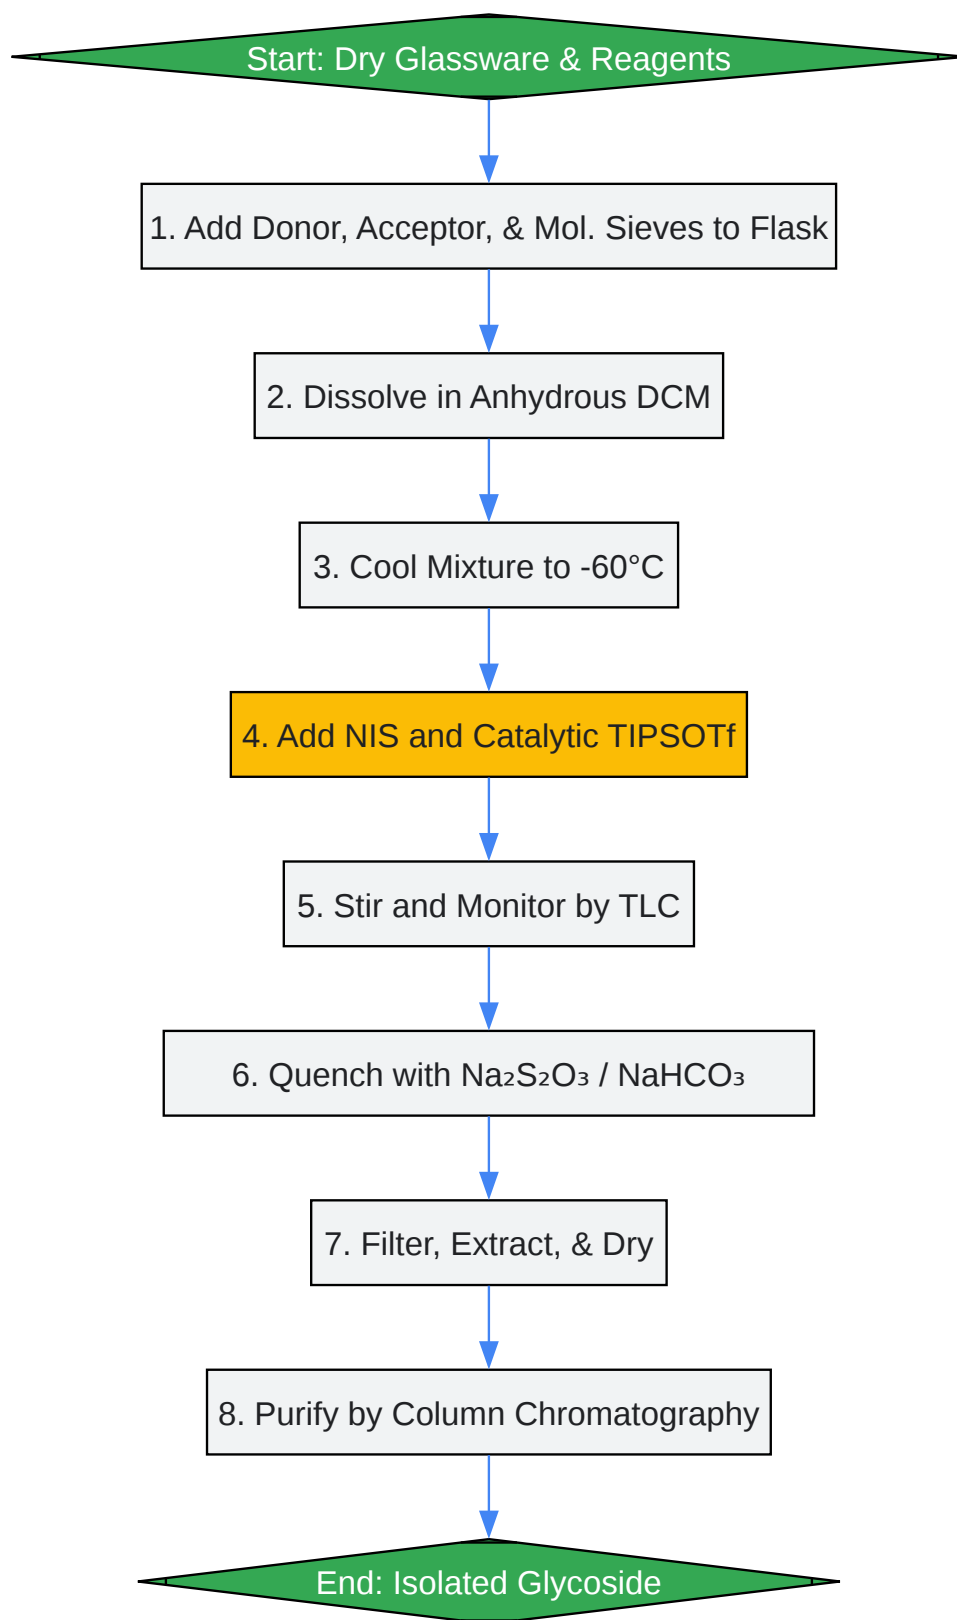 Start: Dry Glassware & Reagents
1. Add Donor, Acceptor, & Mol. Sieves to Flask
2. Dissolve in Anhydrous DCM
3. Cool Mixture to -60°C
4. Add NIS and Catalytic TIPSOTf
5. Stir and Monitor by TLC
6. Quench with Na₂S₂O₃ / NaHCO₃
7. Filter, Extract, & Dry
8. Purify by Column Chromatography
End: Isolated Glycoside